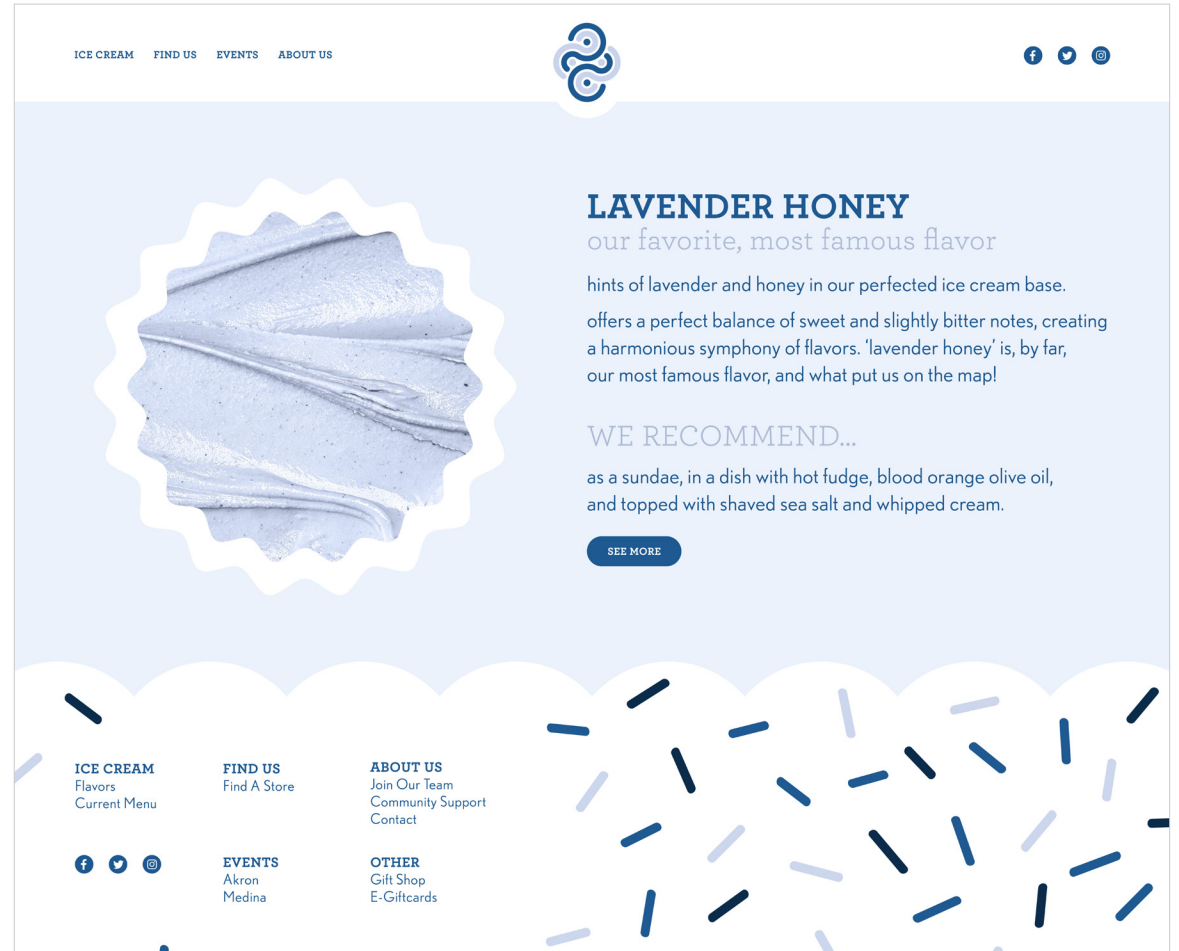 ICE CREAM FIND US EVENTS ABOUT US
LAVENDER HONEY
our favorite, most famous flavor
hints of lavender and honey in our perfected ice cream base.
offers a perfect balance of sweet and slightly bitter notes, creating
a harmonious symphony of flavors. ‘lavender honey’ is, by far,
our most famous flavor, and what put us on the map!
WE RECOMMEND...
as a sundae, in a dish with hot fudge, blood orange olive oil,
and topped with shaved sea salt and whipped cream.
SEE MORE
ICE CREAM
Flavors
Current Menu
FIND US
Find A Store
ABOUT US
Join Our Team
Community Support
Contact
EVENTS
Akron
Medina
OTHER
Gift Shop
E-Giftcards